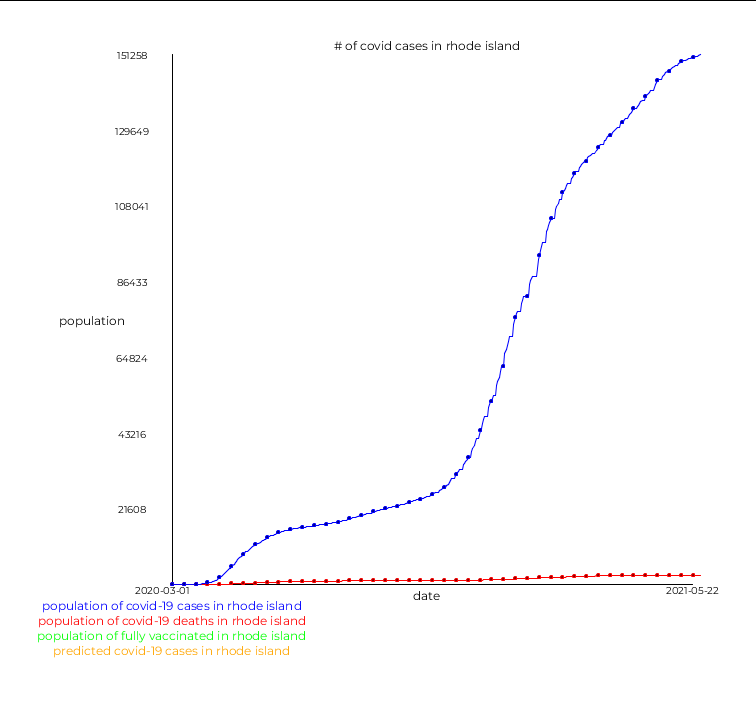 # of covid cases in rhode island
151258
129649
108041
86433
population
64824
43216
21608
2020-03-01
2021-05-22
date
population of covid-19 cases in rhode island
population of covid-19 deaths in rhode island
population of fully vaccinated in rhode island
predicted covid-19 cases in rhode island